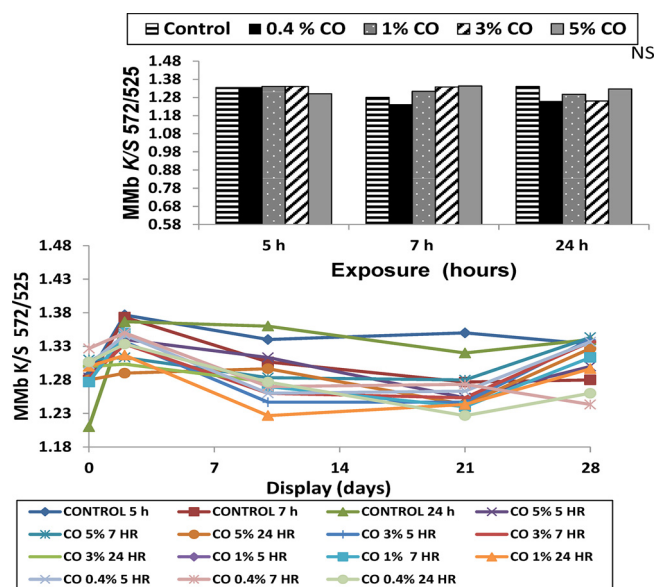 Control 0.4 % CO 1% CO 3% CO 5% CO
NS
MMb K/S 572/525
1.48
1.38
1.28
1.18
1.08
0.98
0.88
0.78
0.68
0.58
5 h 7 h 24 h
Exposure (hours)
MMb K/S 572/525
1.48
1.43
1.38
1.33
1.28
1.23
1.18
0 7 14 21 28
Display (days)
CONTROL 5 h CONTROL 7 h CONTROL 24 h CO 5% 5 HR
CO 5% 7 HR CO 5% 24 HR CO 3% 5 HR CO 3% 7 HR
CO 3% 24 HR CO 1% 5 HR CO 1% 7 HR CO 1% 24 HR
CO 0.4% 5 HR CO 0.4% 7 HR CO 0.4% 24 HR